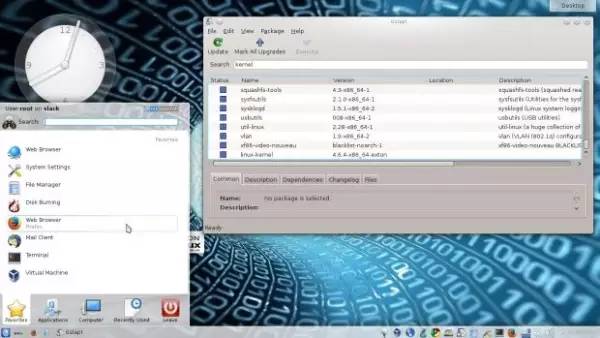 Desktop
12
3
6
Gslapt
File Edit View Package Help
Update Mark All Upgrades Execute
Search kernel
Status Name Version Location Description
squashfs-tools 4.3-x86_64-1 squashfs-tools (squashed rea
sysfsutils 2.1.0-x86_64-1 sysfsutils (Utilities for the sy
sysklogd 1.5.1-x86_64-2 sysklogd (Linux system logging
usbutils 008-x86_64-1 usbutils (USB utilities)
util-linux 2.28-x86_64-1 util-linux (a huge collection of
vlan 1.9-x86_64-2 vlan (VLAN (802.1q) configurat
xf86-video-nouveau blacklist-noarch-1 xf86-video-nouveau BLACKLIS
linux-kernel 4.6.4-x86_64-exton
Common Description Dependencies Changelog Files
Name: No package is selected.
Description:
Ready
User root on slack
Search:
Favorites
Web Browser
System Settings
File Manager
Disk Burning
Web Browser
Firefox
Mail Client
Terminal
Virtual Machine
Favorites Applications Computer Recently Used Leave
Gslapt